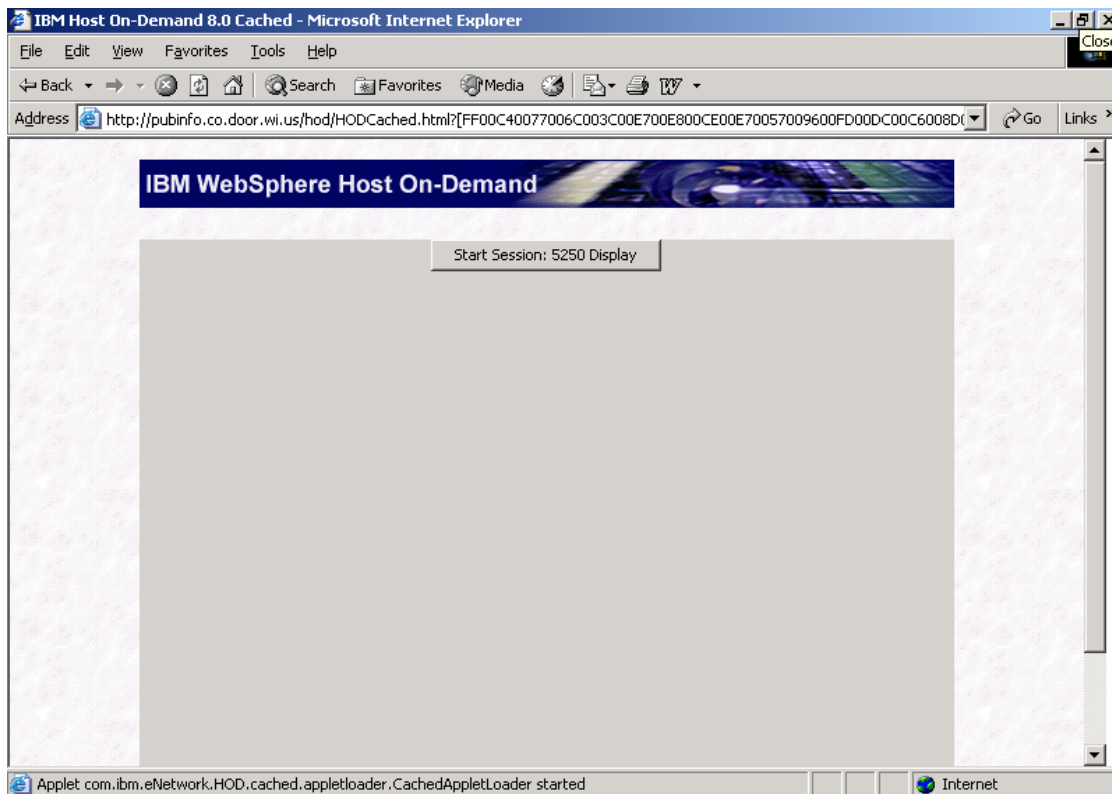 IBM Host On-Demand 8.0 Cached - Microsoft Internet Explorer
Close
File Edit View Favorites Tools Help
Back Search Favorites Media
Address http://pubinfo.co.door.wi.us/hod/HODCached.html?[FF00C40077006C003C00E700E800CE00E70057009600FD00DC00C6008D0 Go Links
IBM WebSphere Host On-Demand
Start Session: 5250 Display
Applet com.ibm.eNetwork.HOD.cached.appletloader.CachedAppletLoader started Internet